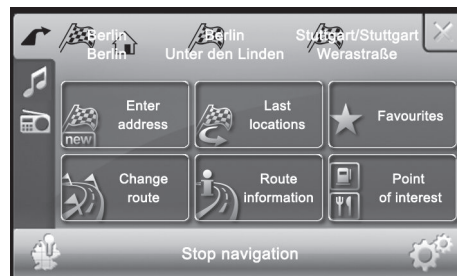 Berlin
Berlin
Berlin
Unter den Linden
Stuttgart/Stuttgart
Werastraße
Enter
address
new
Last
locations
Favourites
Change
route
Route
information
Point
of interest
Stop navigation